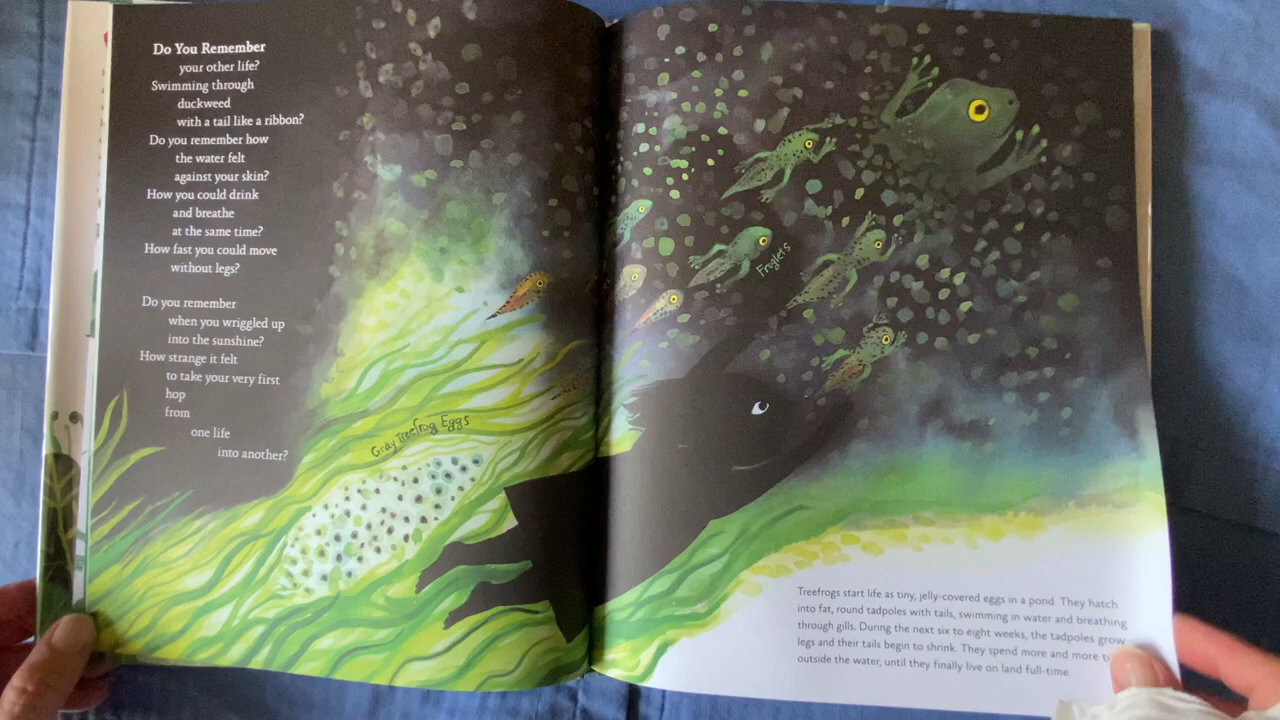 Do You Remember
your other life?
Swimming through
duckweed
with a tail like a ribbon?
Do you remember how
the water felt
against your skin?
How you could drink
and breathe
at the same time?
How fast you could move
without legs?
Do you remember
when you wriggled up
into the sunshine?
How strange it felt
to take your very first
hop
from
one life
into another?
Gray Treefrog Eggs
Froglets
Treefrogs start life as tiny, jelly-covered eggs in a pond. They hatch
into fat, round tadpoles with tails, swimming in water and breathing
through gills. During the next six to eight weeks, the tadpoles grow
legs and their tails begin to shrink. They spend more and more
outside the water, until they finally live on land full-time.